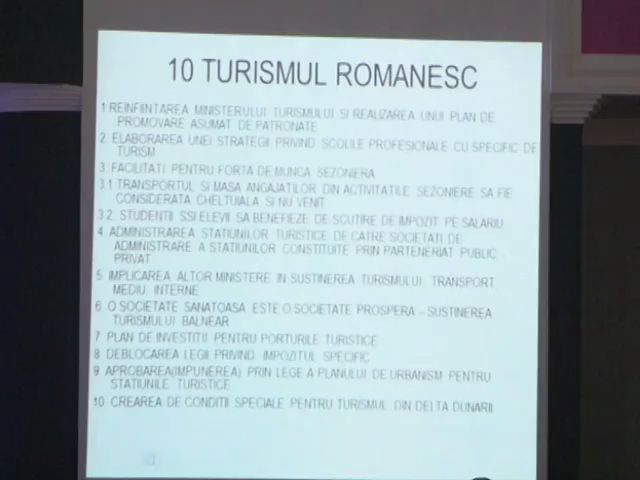 10 TURISMUL ROMANESC
1 REINFIINTAREA MINISTERULUI TURISMULUI SI REALIZAREA UNUI PLAN DE
PROMOVARE ASUMAT DE PATRONATE
2. ELABORAREA UNEI STRATEGII PRIVIND SCOLILE PROFESIONALE CU SPECIFIC DE
TURISM
3. FACILITATI PENTRU FORTA DE MUNCA SEZONIERA
3.1 TRANSPORTUL SI MASA ANGAJATILOR DIN ACTIVITATILE SEZONIERE SA FIE
CONSIDERATA CHELTUIALA SI NU VENIT
3.2. STUDENTII SSI ELEVII SA BENEFIEZE DE SCUTIRE DE IMPOZIT PE SALARIU
4 ADMINISTRAREA STATIUNILOR TURISTICE DE CATRE SOCIETATI DE
ADMINISTRARE A STATIUNILOR CONSTITUITE PRIN PARTENERIAT PUBLIC -
PRIVAT
5 IMPLICAREA ALTOR MINISTERE IN SUSTINEREA TURISMULUI TRANSPORT
MEDIU INTERNE
6 O SOCIETATE SANATOASA ESTE O SOCIETATE PROSPERA - SUSTINEREA
TURISMULUI BALNEAR
7 PLAN DE INVESTITII PENTRU PORTURILE TURISTICE
8 DEBLOCAREA LEGII PRIVIND IMPOZITUL SPECIFIC
9 APROBAREA(IMPUNEREA) PRIN LEGE A PLANULUI DE URBANISM PENTRU
STATIUNILE TURISTICE
10 CREAREA DE CONDITII SPECIALE PENTRU TURISMUL DIN DELTA DUNARII